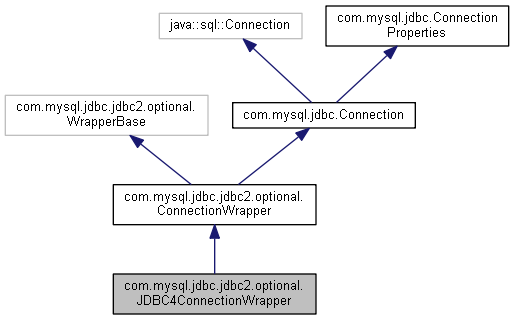 java::sql::Connection
com.mysql.jdbc.Connection
Properties
com.mysql.jdbc.jdbc2.optional.
WrapperBase
com.mysql.jdbc.Connection
com.mysql.jdbc.jdbc2.optional.
ConnectionWrapper
com.mysql.jdbc.jdbc2.optional.
JDBC4ConnectionWrapper